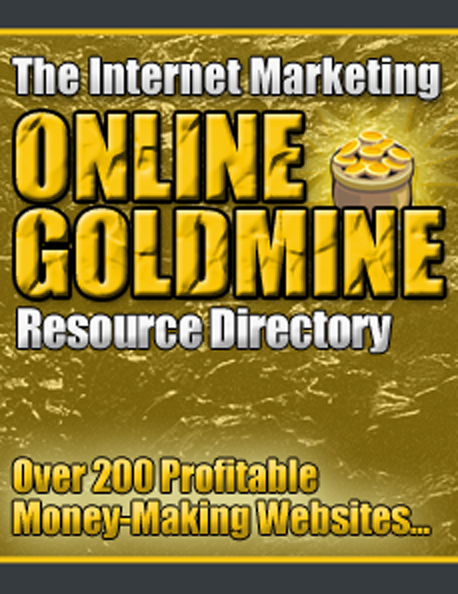 The Internet Marketing
ONLINE
GOLDMINE
Resource Directory
Over 200 Profitable
Money-Making Websites...